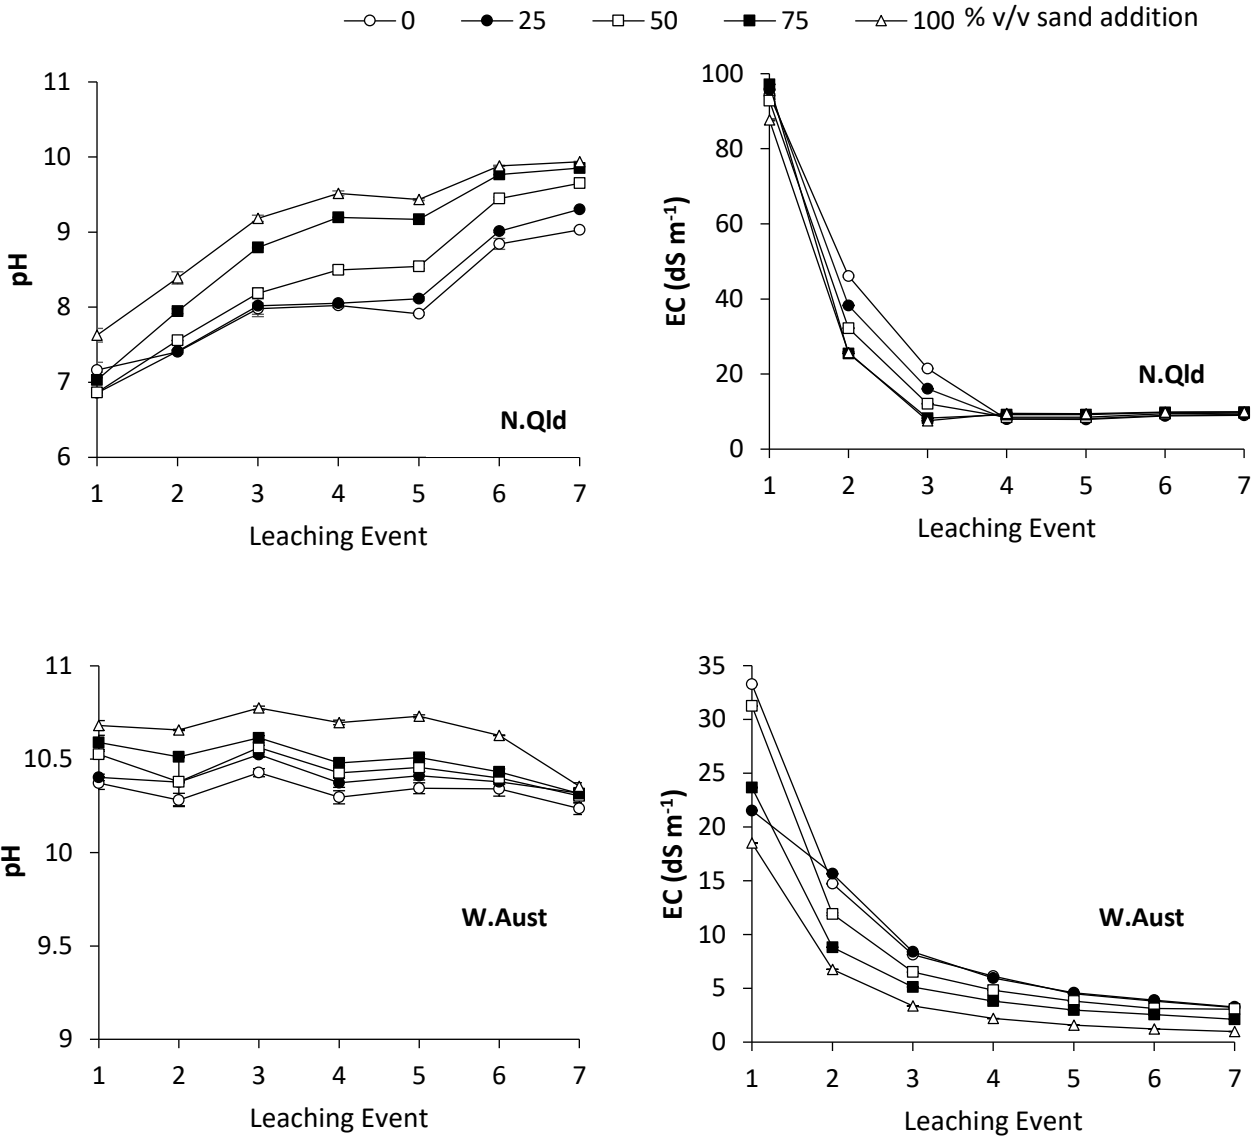 0 25 50 75 100 % v/v sand addition
11
10
9
8
7
6
pH
N.Qld
1 2 3 4 5 6 7
Leaching Event
100
80
60
40
20
0
EC (dS m⁻¹)
N.Qld
1 2 3 4 5 6 7
Leaching Event
11
10.5
10
9.5
9
pH
W.Aust
1 2 3 4 5 6 7
Leaching Event
35
30
25
20
15
10
5
0
EC (dS m⁻¹)
W.Aust
1 2 3 4 5 6 7
Leaching Event